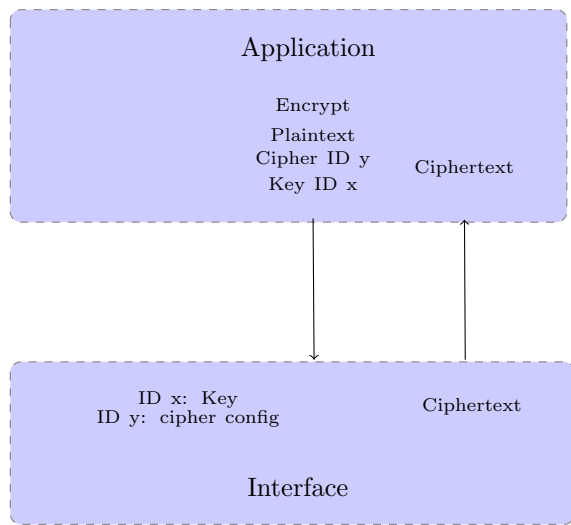 Application
Encrypt
Plaintext
Cipher ID y
Key ID x
Ciphertext
ID x: Key
ID y: cipher config
Ciphertext
Interface